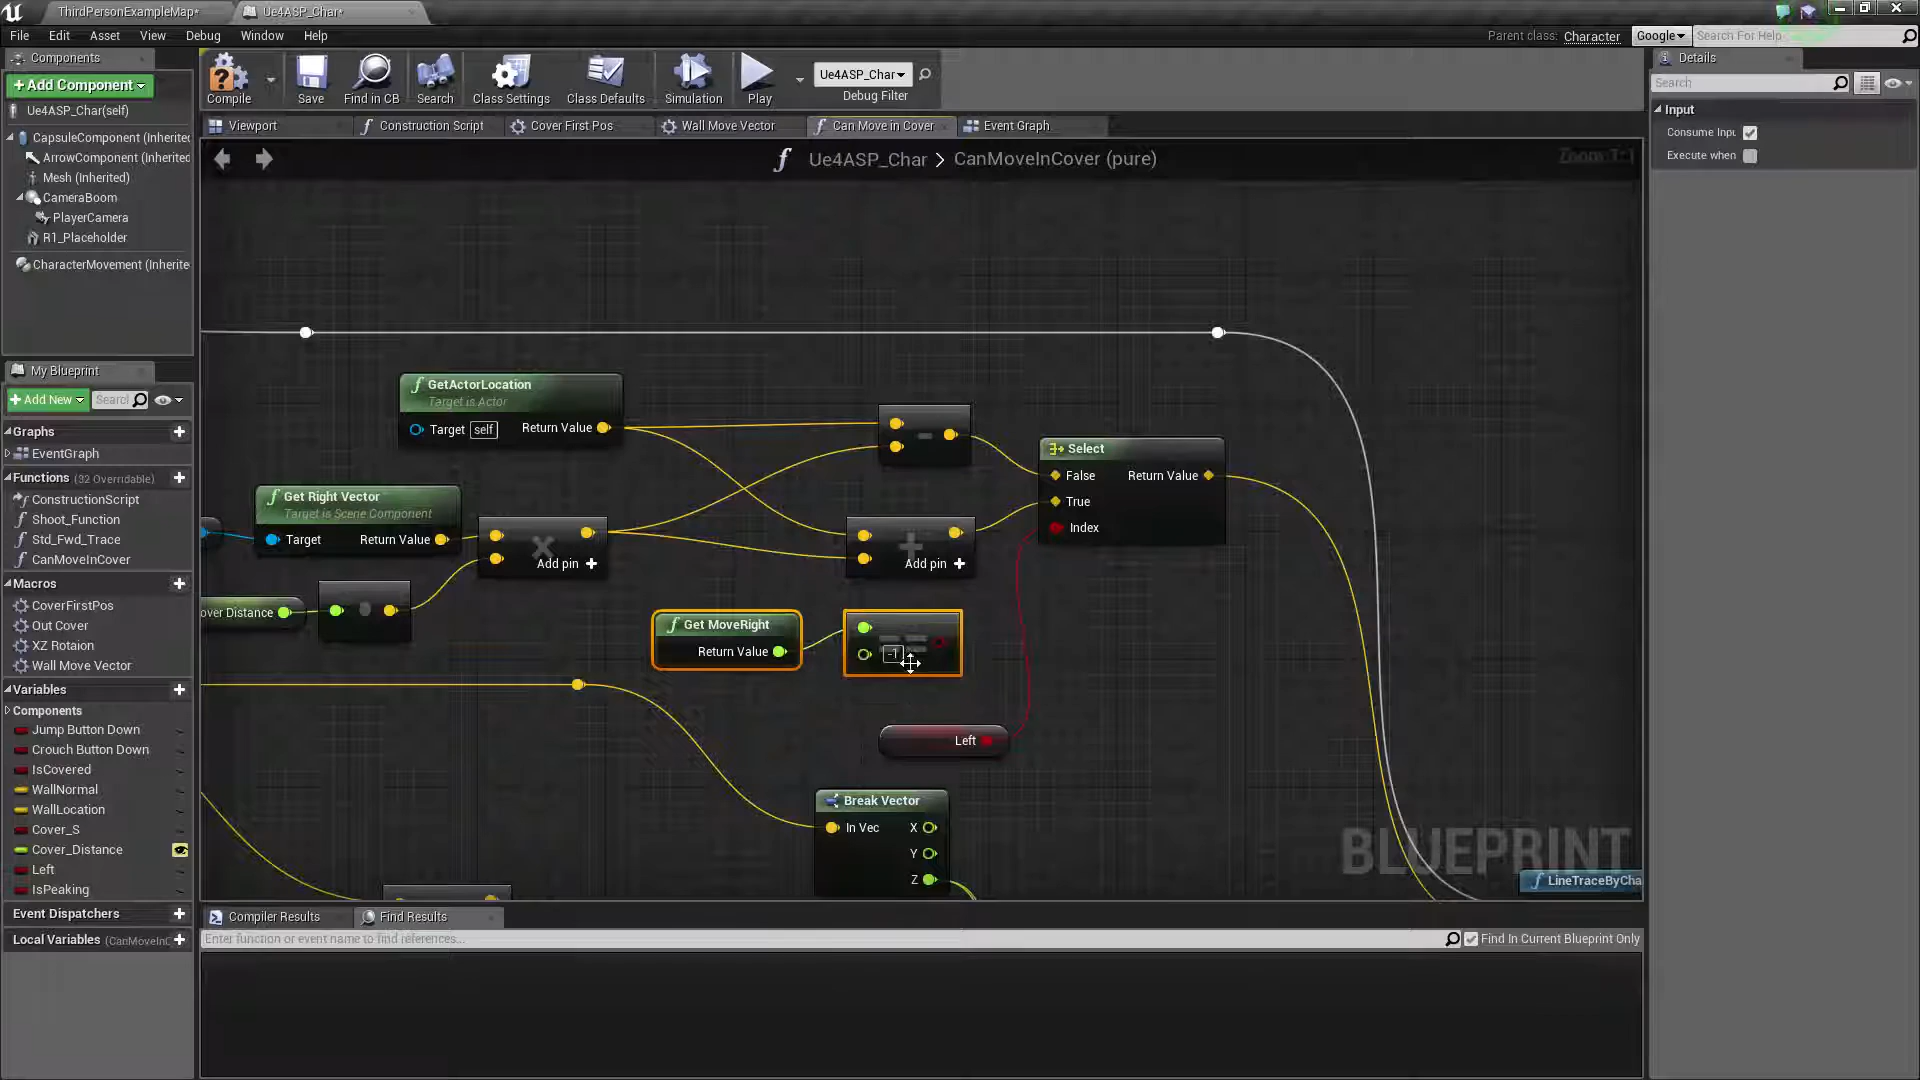 ThirdPersonExampleMap*
Ue4ASP_Char*
File Edit Asset View Debug Window Help
Parent class: Character
Google
Search For Help
Components
+Add Component
Ue4ASP_Char(self)
CapsuleComponent (Inherited
ArrowComponent (Inherited
Mesh (Inherited)
CameraBoom
PlayerCamera
R1_Placeholder
CharacterMovement (Inherite
Compile
Save
Find in CB
Search
Class Settings
Class Defaults
Simulation
Play
Ue4ASP_Char
Debug Filter
Viewport
Construction Script
Cover First Pos
Wall Move Vector
Can Move in Cover
Event Graph
Ue4ASP_Char > CanMoveInCover (pure)
GetActorLocation
Target is Actor
Target self Return Value
Get Right Vector
Target is Scene Component
Target Return Value
Add pin +
Add pin +
Select
False Return Value
True
Index
over Distance
Get MoveRight
Return Value
-1
Left
Break Vector
In Vec X
Y
Z
BLUEPRINT
LineTraceByCha
My Blueprint
+Add New
Search
Graphs
EventGraph
Functions (32 Overridable)
ConstructionScript
Shoot_Function
Std_Fwd_Trace
CanMoveInCover
Macros
CoverFirstPos
Out Cover
XZ Rotaion
Wall Move Vector
Variables
Components
Jump Button Down
Crouch Button Down
IsCovered
WallNormal
WallLocation
Cover_S
Cover_Distance
Left
IsPeaking
Event Dispatchers
Local Variables (CanMoveInC
Compiler Results
Find Results
Enter function or event name to find references...
Find In Current Blueprint Only
Details
Search
Input
Consume Inpu
Execute when